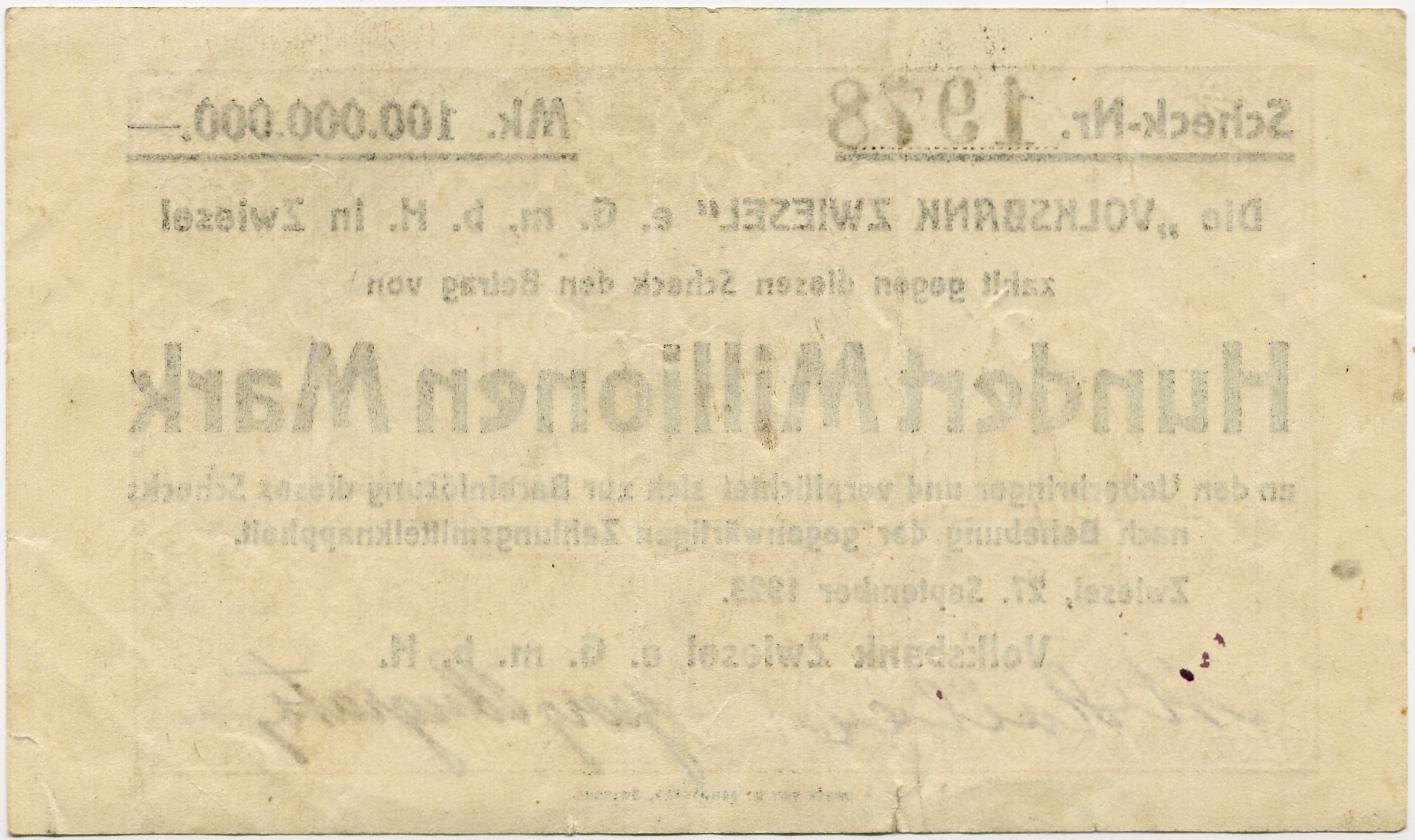 Scheck-Nr. 1978 Mk. 100.000.000,—
Die „VOLKSBANK ZWIESEL“ e. G. m. b. H. in Zwiesel
zahlt gegen diesen Scheck den Betrag von
Hundert Millionen Mark
an den Ueberbringer und verpflichtet sich zur Bareinlösung dieses Schecks
nach Behebung der gegenwärtigen Zahlungsmittelknappheit.
Zwiesel, 27. September 1923.
Volksbank Zwiesel e. G. m. b. H.
Georg